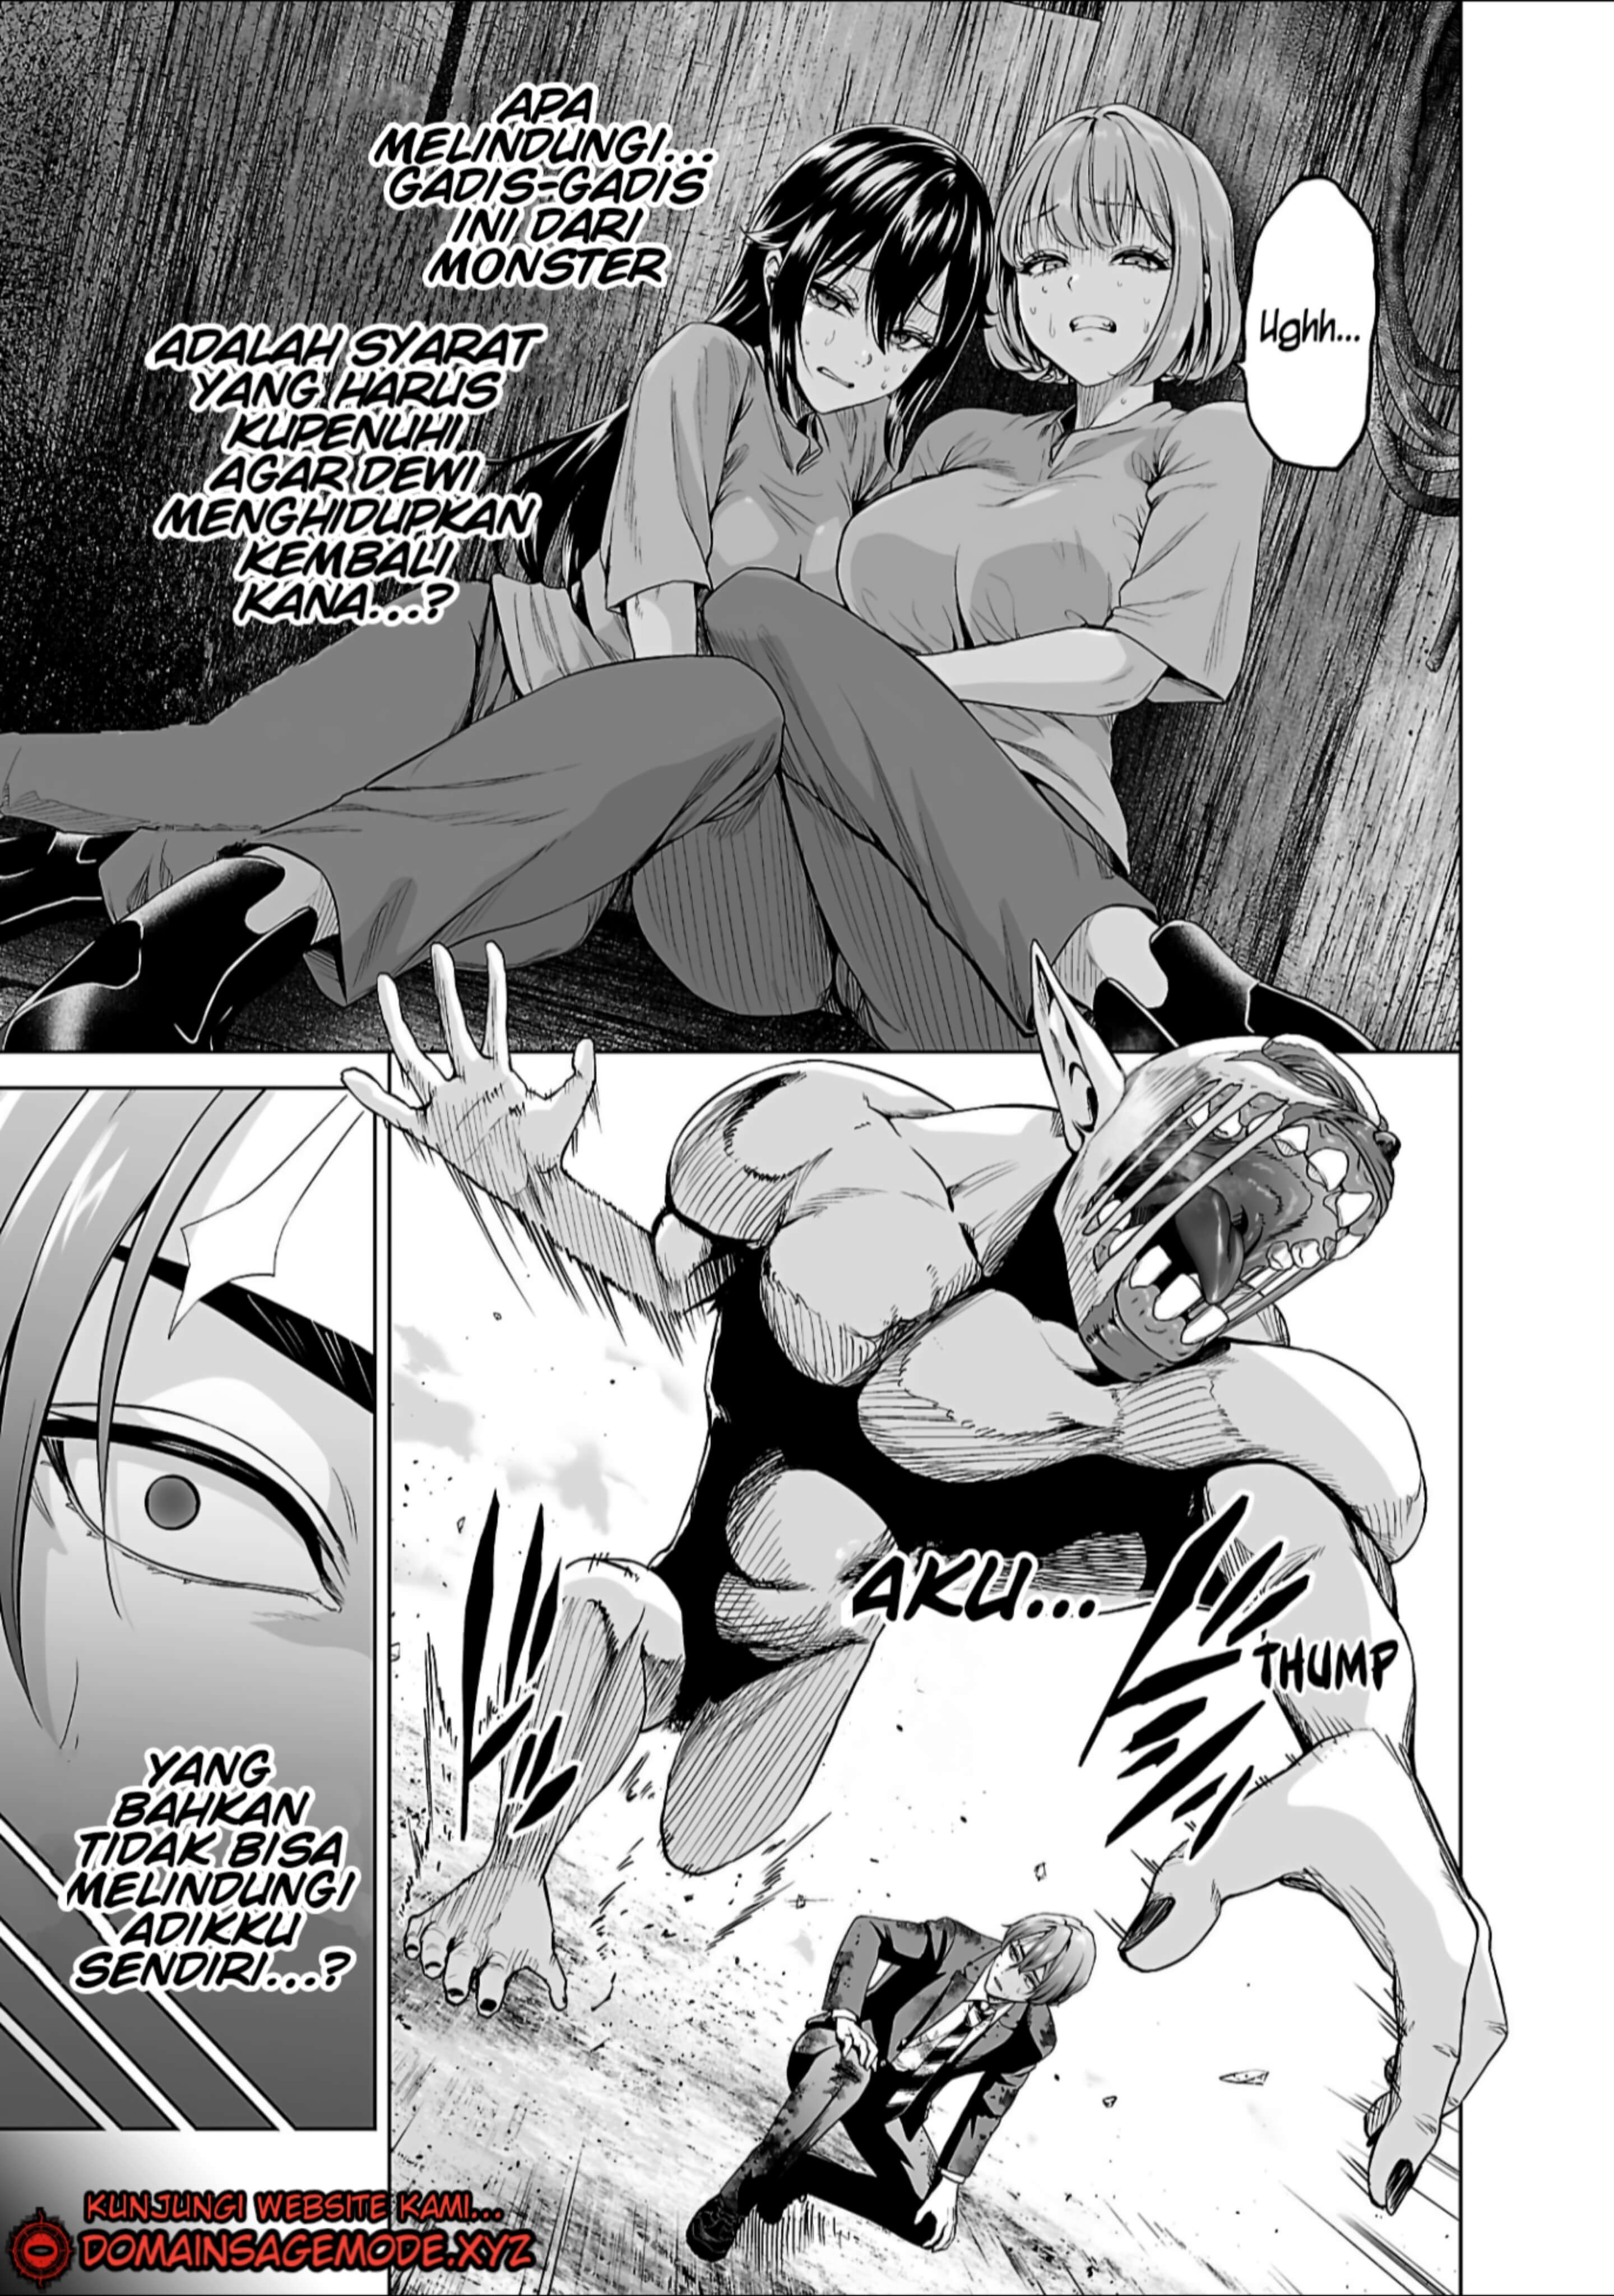 Ughh...
APA
MELINDUNGI...
GADIS-GADIS
INI DARI
MONSTER
ADALAH SYARAT
YANG HARUS
KUPENUHI
AGAR DEWI
MENGHIDUPKAN
KEMBALI
KANA...?
AKU...
THUMP
YANG
BAHKAN
TIDAK BISA
MELINDUNGI
ADIKKU
SENDIRI...?
KUNJUNGI WEBSITE KAMI...
DOMAINSAGEMODE.XYZ